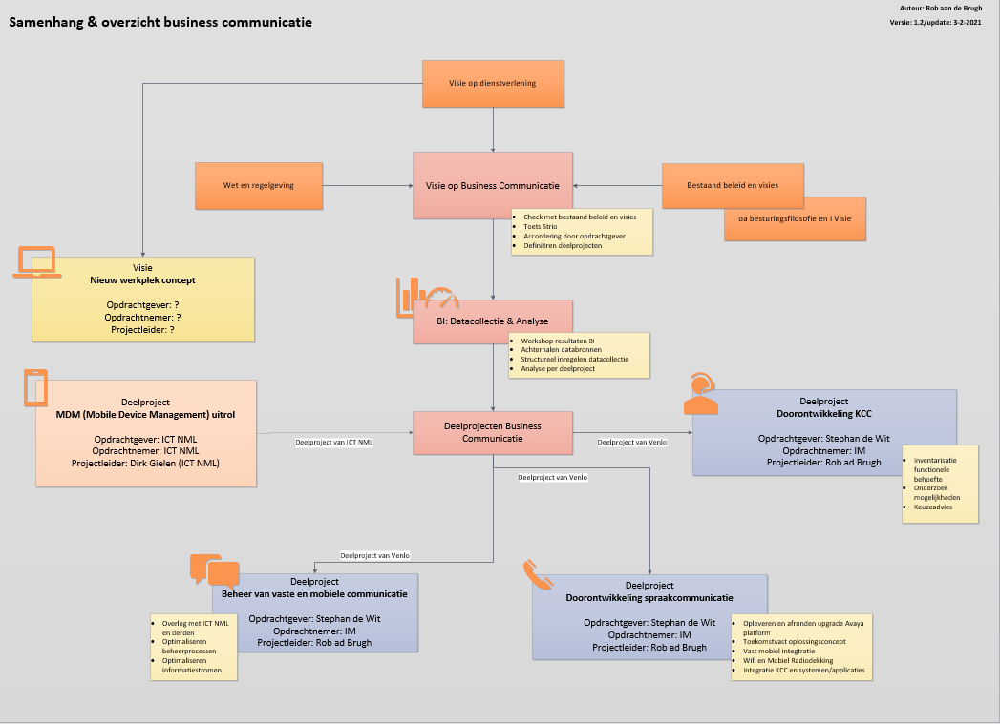 Auteur: Rob aan de Brugh
Samenhang & overzicht business communicatie
Versie: 1.2/update: 3-2-2021
Visie op dienstverlening
Wet en regelgeving
Visie op Business Communicatie
Bestaand beleid en visies
oa besturingsfilosofie en I Visie
• Check met bestaand beleid en visies
• Toets Strio
• Accordering door opdrachtgever
• Definiëren deelprojecten
Visie
Nieuw werkplek concept
Opdrachtgever: ?
Opdrachtnemer: ?
Projectleider: ?
BI: Datacollectie & Analyse
• Workshop resultaten BI
• Achterhalen databronnen
• Structureel inregelen datacollectie
• Analyse per deelproject
Deelproject
MDM (Mobile Device Management) uitrol
Opdrachtgever: ICT NML
Opdrachtnemer: ICT NML
Projectleider: Dirk Gielen (ICT NML)
Deelproject van ICT NML
Deelprojecten Business
Communicatie
Deelproject van Venlo
Deelproject
Doorontwikkeling KCC
Opdrachtgever: Stephan de Wit
Opdrachtnemer: IM
Projectleider: Rob ad Brugh
• Inventarisatie
functionele
behoefte
• Onderzoek
mogelijkheden
• Keuzeadvies
Deelproject van Venlo
Deelproject van Venlo
Deelproject
Beheer van vaste en mobiele communicatie
Opdrachtgever: Stephan de Wit
Opdrachtnemer: IM
Projectleider: Rob ad Brugh
• Overleg met ICT NML
en derden
• Optimaliseren
beheerprocessen
• Optimaliseren
informatiestromen
Deelproject
Doorontwikkeling spraakcommunicatie
Opdrachtgever: Stephan de Wit
Opdrachtnemer: IM
Projectleider: Rob ad Brugh
• Opleveren en afronden upgrade Avaya
platform
• Toekomstvast oplossingsconcept
• Vast mobiel integratie
• Wifi en Mobiel Radiodekking
• Integratie KCC en systemen/applicaties